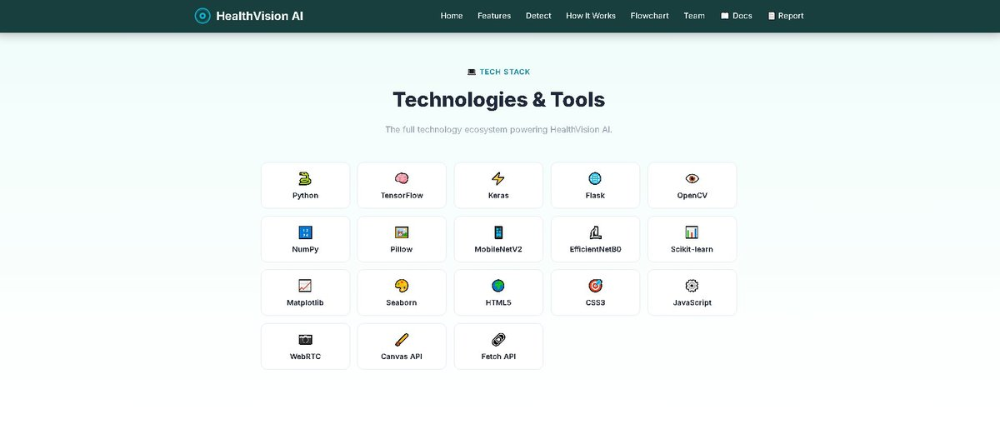 HealthVision AI
Home Features Detect How It Works Flowchart Team Docs Report
TECH STACK
Technologies & Tools
The full technology ecosystem powering HealthVision AI.
Python TensorFlow Keras Flask OpenCV
NumPy Pillow MobileNetV2 EfficientNetB0 Scikit-learn
Matplotlib Seaborn HTML5 CSS3 JavaScript
WebRTC Canvas API Fetch API